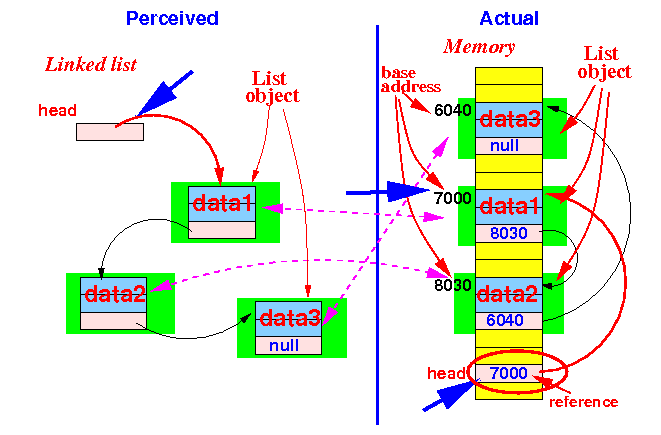 Perceived
Linked list
head
List
object
data1
data2
data3
null
Actual
Memory
List
object
base
address
6040
data3
null
7000
data1
8030
8030
data2
6040
head
7000
reference